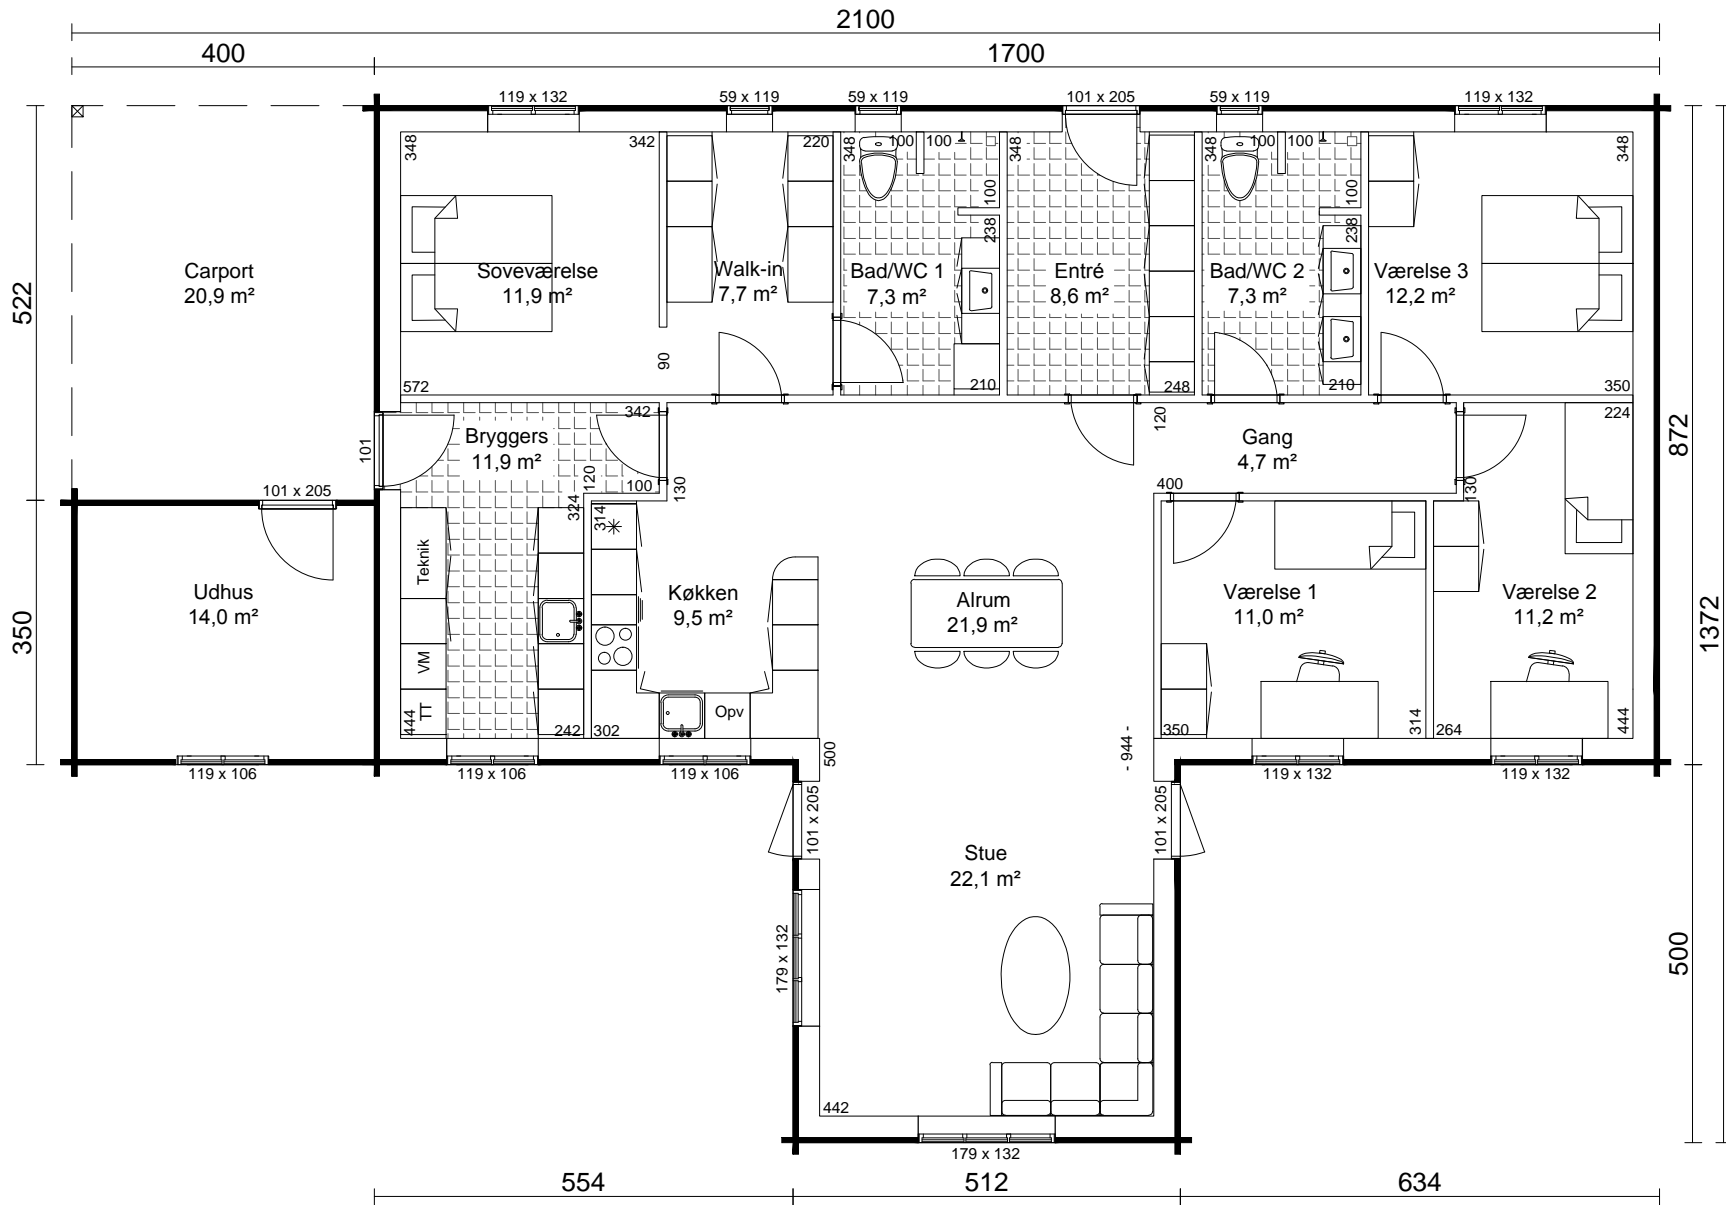 2100
400
1700
119 x 132
59 x 119
59 x 119
101 x 205
59 x 119
119 x 132
348
342
220
348
100
100
348
348
100
100
348
100
238
100
238
Carport
20,9 m²
Soveværelse
11,9 m²
Walk-in
7,7 m²
Bad/WC 1
7,3 m²
Entré
8,6 m²
Bad/WC 2
7,3 m²
Værelse 3
12,2 m²
522
90
572
210
248
210
350
342
120
224
Bryggers
11,9 m²
Gang
4,7 m²
872
101
101 x 205
120
100
130
400
130
324
314
Teknik
Udhus
14,0 m²
Køkken
9,5 m²
Alrum
21,9 m²
Værelse 1
11,0 m²
Værelse 2
11,2 m²
350
1372
VM
TT
444
242
302
Opv
500
- 944 -
350
314
264
444
119 x 106
119 x 106
119 x 106
119 x 132
119 x 132
101 x 205
101 x 205
Stue
22,1 m²
179 x 132
500
442
179 x 132
554
512
634